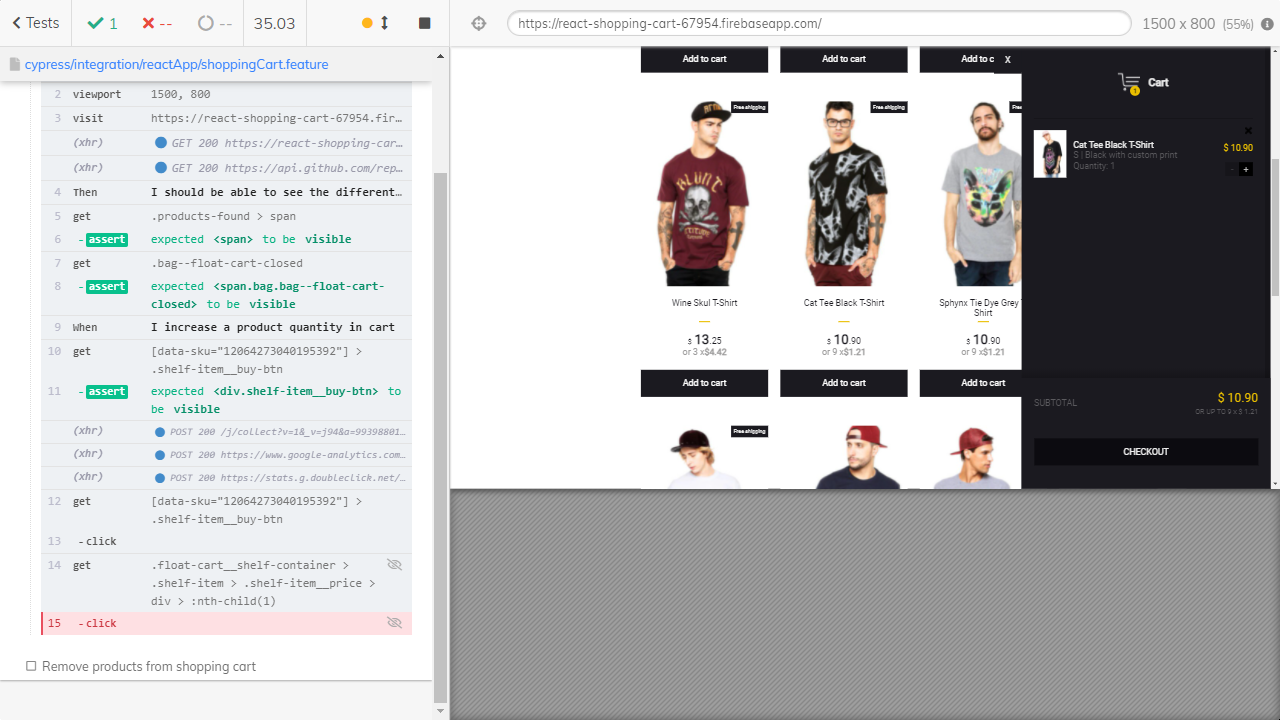 Tests
1
--
--
35.03
https://react-shopping-cart-67954.firebaseapp.com/
1500 x 800 (55%)
cypress/integration/reactApp/shoppingCart.feature
2 viewport 1500, 800
3 visit https://react-shopping-cart-67954.fir…
(xhr) GET 200 https://react-shopping-car…
(xhr) GET 200 https://api.github.com/rep…
4 Then I should be able to see the different…
5 get .products-found > span
6 -assert expected <span> to be visible
7 get .bag--float-cart-closed
8 -assert expected <span.bag.bag--float-cart-
closed> to be visible
9 When I increase a product quantity in cart
10 get [data-sku="12064273040195392"] >
.shelf-item__buy-btn
11 -assert expected <div.shelf-item__buy-btn> to
be visible
(xhr) POST 200 /j/collect?v=1&_v=j94&a=99398801…
(xhr) POST 200 https://www.google-analytics.com…
(xhr) POST 200 https://stats.g.doubleclick.net/…
12 get [data-sku="12064273040195392"] >
.shelf-item__buy-btn
13 -click
14 get .float-cart__shelf-container >
.shelf-item > .shelf-item__price >
div > :nth-child(1)
15 -click
Remove products from shopping cart
Add to cart
Add to cart
Add to c
X
Free shipping
Free shipping
Free
BLUNT
Wine Skul T-Shirt
Cat Tee Black T-Shirt
Sphynx Tie Dye Grey
Shirt
$ 13.25
or 3 x$4.42
$ 10.90
or 9 x$1.21
$ 10.90
or 9 x$1.21
Add to cart
Add to cart
Add to cart
Free shipping
1
Cart
Cat Tee Black T-Shirt
S | Black with custom print
Quantity: 1
$ 10.90
- +
SUBTOTAL
$ 10.90
OR UP TO 9 x $ 1.21
CHECKOUT